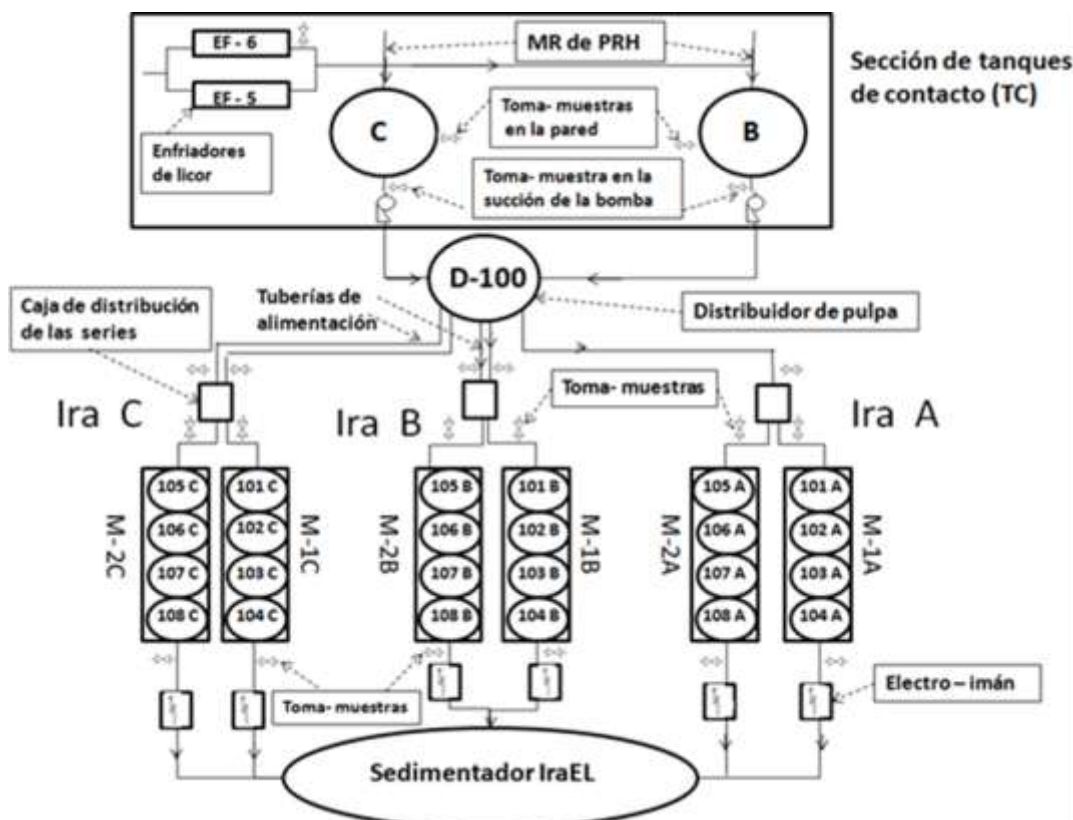 EF - 6
MR de PRH
Sección de tanques
de contacto (TC)
EF - 5
C
Toma- muestras
en la pared
B
Enfriadores
de licor
Toma- muestra en la
succión de la bomba
D-100
Caja de distribución
de las series
Tuberías de
alimentación
Distribuidor de pulpa
Toma- muestras
Ira C
Ira B
Ira A
105 C
101 C
105 B
101 B
105 A
101 A
106 C
102 C
106 B
102 B
106 A
102 A
107 C
103 C
107 B
103 B
107 A
103 A
108 C
104 C
108 B
104 B
108 A
104 A
M- 2C
M-1C
M-2B
M-1B
M-2A
M-1A
Toma- muestras
Electro – imán
Sedimentador IraEL